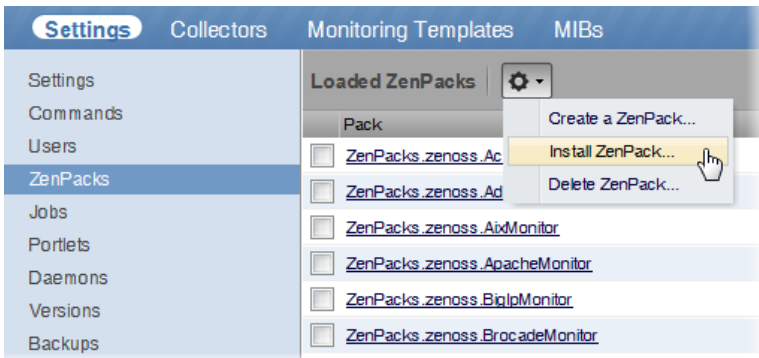 Settings Collectors Monitoring Templates MIBs
Settings
Commands
Users
ZenPacks
Jobs
Portlets
Daemons
Versions
Backups
Loaded ZenPacks
Pack
ZenPacks.zenoss.Ac
ZenPacks.zenoss.Ad
ZenPacks.zenoss.AixMonitor
ZenPacks.zenoss.ApacheMonitor
ZenPacks.zenoss.BigIpMonitor
ZenPacks.zenoss.BrocadeMonitor
Create a ZenPack...
Install ZenPack...
Delete ZenPack...